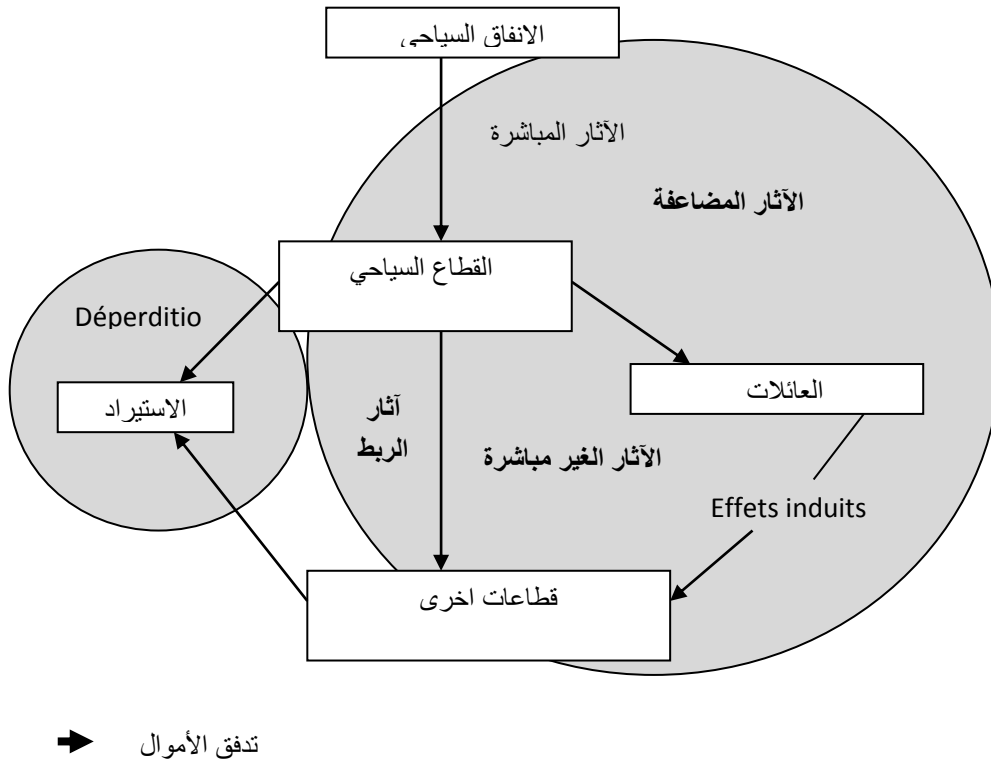 الانفاق السياحي
الآثار المباشرة
الآثار المضاعفة
القطاع السياحي
Déperditio
العائلات
الاستيراد
آثار
الربط
الآثار الغير مباشرة
Effets induits
قطاعات اخرى
تدفق الأموال